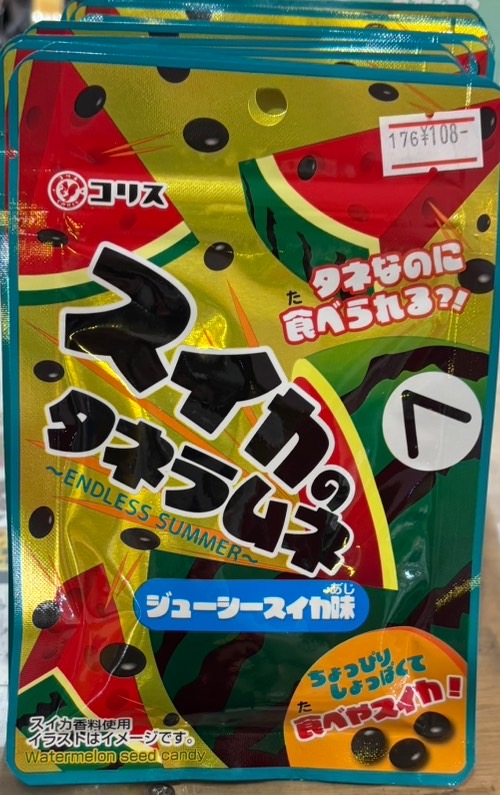 176¥108-
コリス
タネなのに
食べられる?!
た
スイカの
タネラムネ
~ENDLESS SUMMER~
ジューシースイカ味
あじ
ちょっぴり
しょっぱくて
食べやスイカ!
た
スイカ香料使用
イラストはイメージです。
Watermelon seed candy